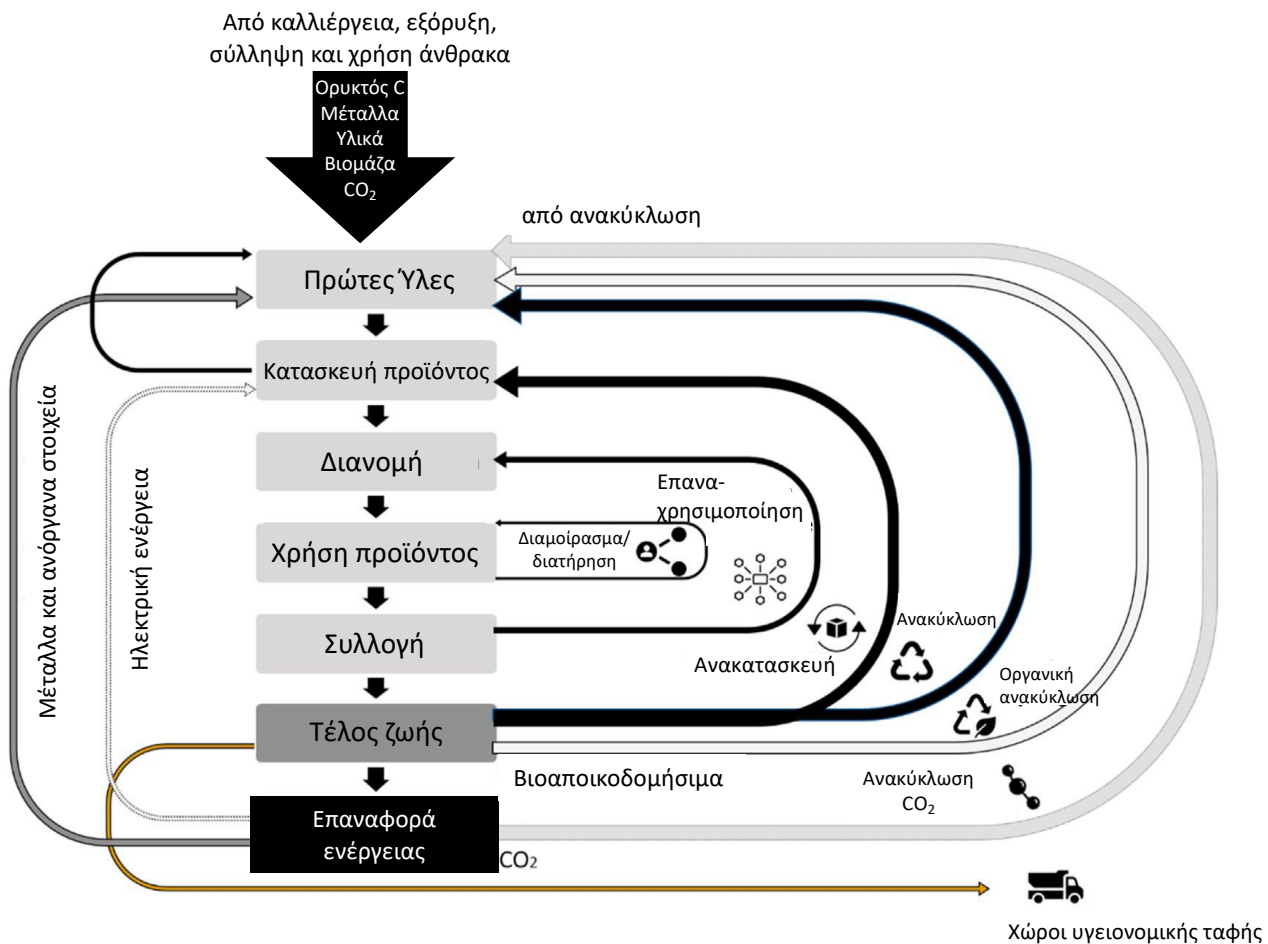 Από καλλιέργεια, εξόρυξη,
σύλληψη και χρήση άνθρακα
Ορυκτός C
Μέταλλα
Υλικά
Βιομάζα
CO₂
από ανακύκλωση
Πρώτες Ύλες
Κατασκευή προϊόντος
Διανομή
Χρήση προϊόντος
Συλλογή
Τέλος ζωής
Επαναφορά
ενέργειας
Μέταλλα και ανόργανα στοιχεία
Ηλεκτρική ενέργεια
Επανα-
χρησιμοποίηση
Διαμοίρασμα/
διατήρηση
Ανακατασκευή
Ανακύκλωση
Οργανική
ανακύκλωση
Βιοαποικοδομήσιμα
Ανακύκλωση
CO₂
CO₂
Χώροι υγειονομικής ταφής